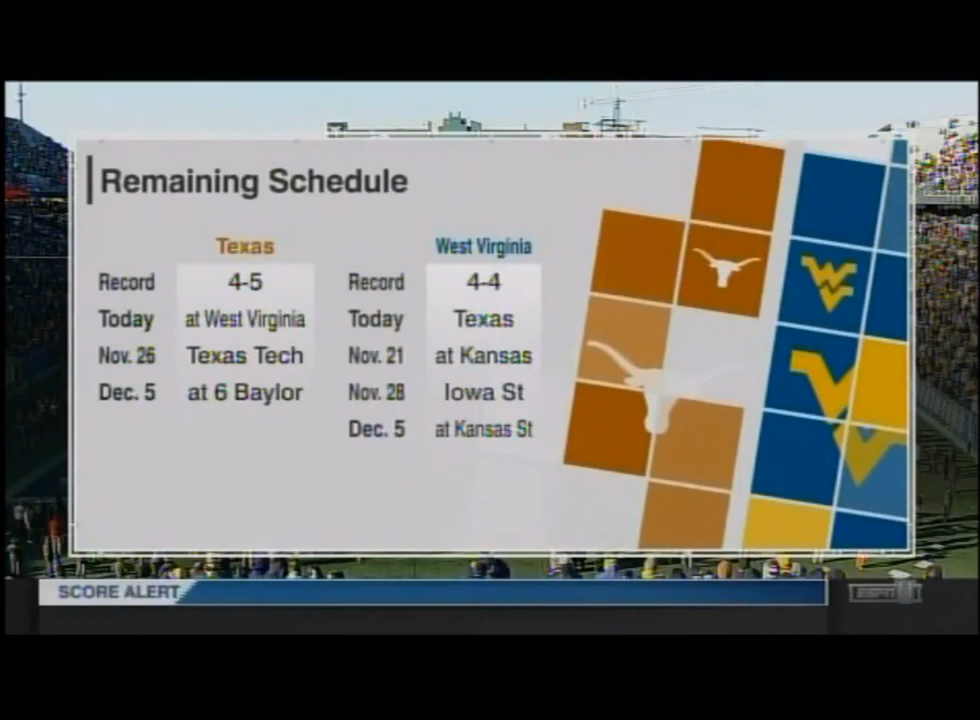 Remaining Schedule
Texas West Virginia
Record 4-5 Record 4-4
Today at West Virginia Today Texas
Nov. 26 Texas Tech Nov. 21 at Kansas
Dec. 5 at 6 Baylor Nov. 28 Iowa St
Dec. 5 at Kansas St
SCORE ALERT ESPNU